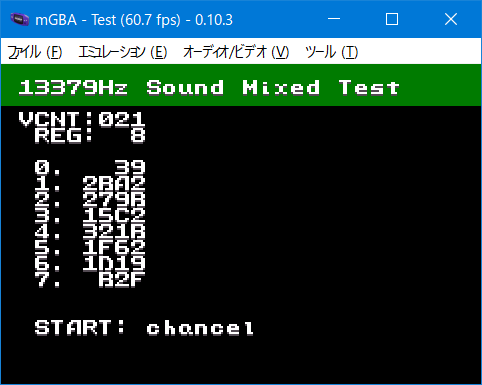 mGBA - Test (60.7 fps) - 0.10.3
ファイル (F) エミュレーション (E) オーディオ/ビデオ (V) ツール (T)
13379Hz Sound Mixed Test
VCNT:021
REG: 8
0. 39
1. 2BA2
2. 279B
3. 15C2
4. 321B
5. 1F62
6. 1D19
7. B2F
START: chancel